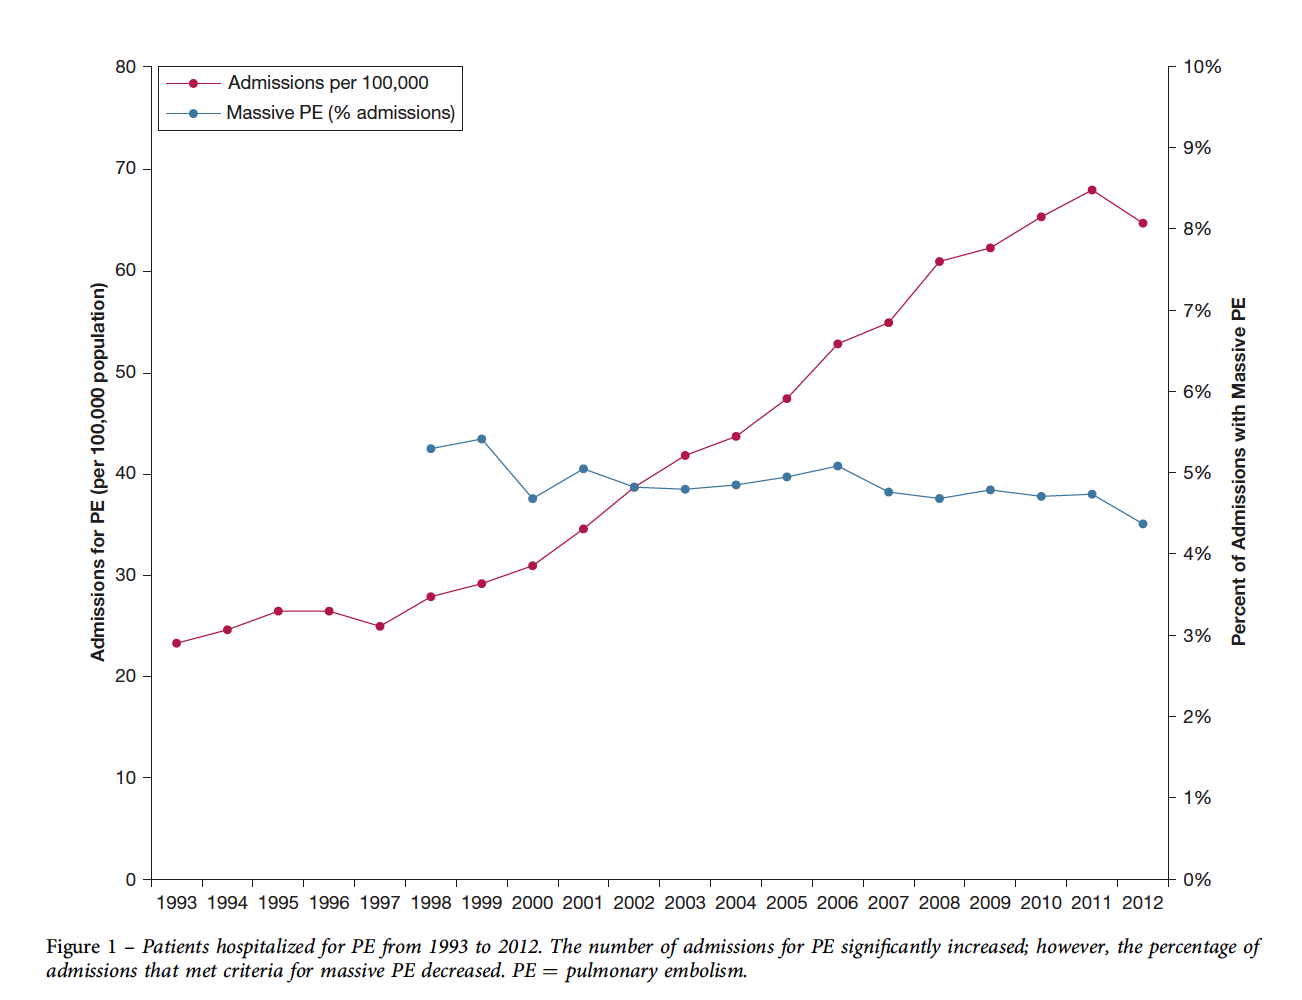 80
70
60
50
40
30
20
10
0
Admissions for PE (per 100,000 population)
Admissions per 100,000
Massive PE (% admissions)
10%
9%
8%
7%
6%
5%
4%
3%
2%
1%
0%
Percent of Admissions with Massive PE
1993 1994 1995 1996 1997 1998 1999 2000 2001 2002 2003 2004 2005 2006 2007 2008 2009 2010 2011 2012
Figure 1 – Patients hospitalized for PE from 1993 to 2012. The number of admissions for PE significantly increased; however, the percentage of
admissions that met criteria for massive PE decreased. PE = pulmonary embolism.